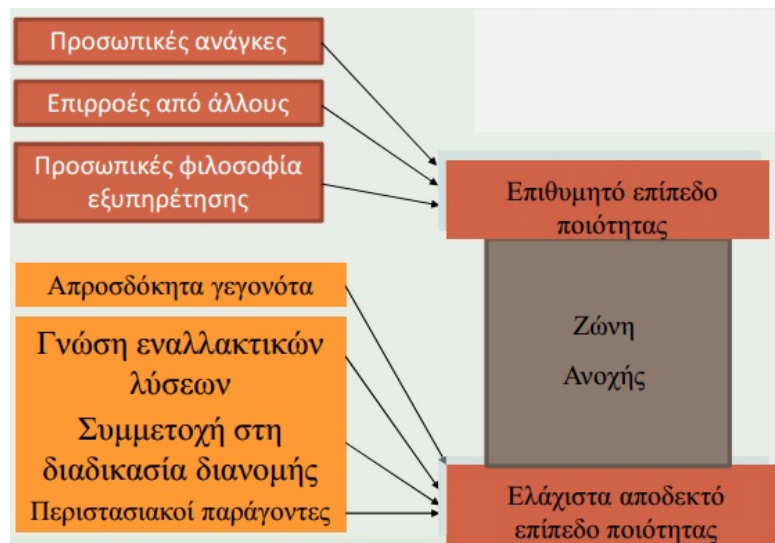 Προσωπικές ανάγκες
Επιρροές από άλλους
Προσωπικές φιλοσοφία
εξυπηρέτησης
Επιθυμητό επίπεδο
ποιότητας
Απροσδόκητα γεγονότα
Γνώση εναλλακτικών
λύσεων
Συμμετοχή στη
διαδικασία διανομής
Περιστασιακοί παράγοντες
Ζώνη
Ανοχής
Ελάχιστα αποδεκτό
επίπεδο ποιότητας